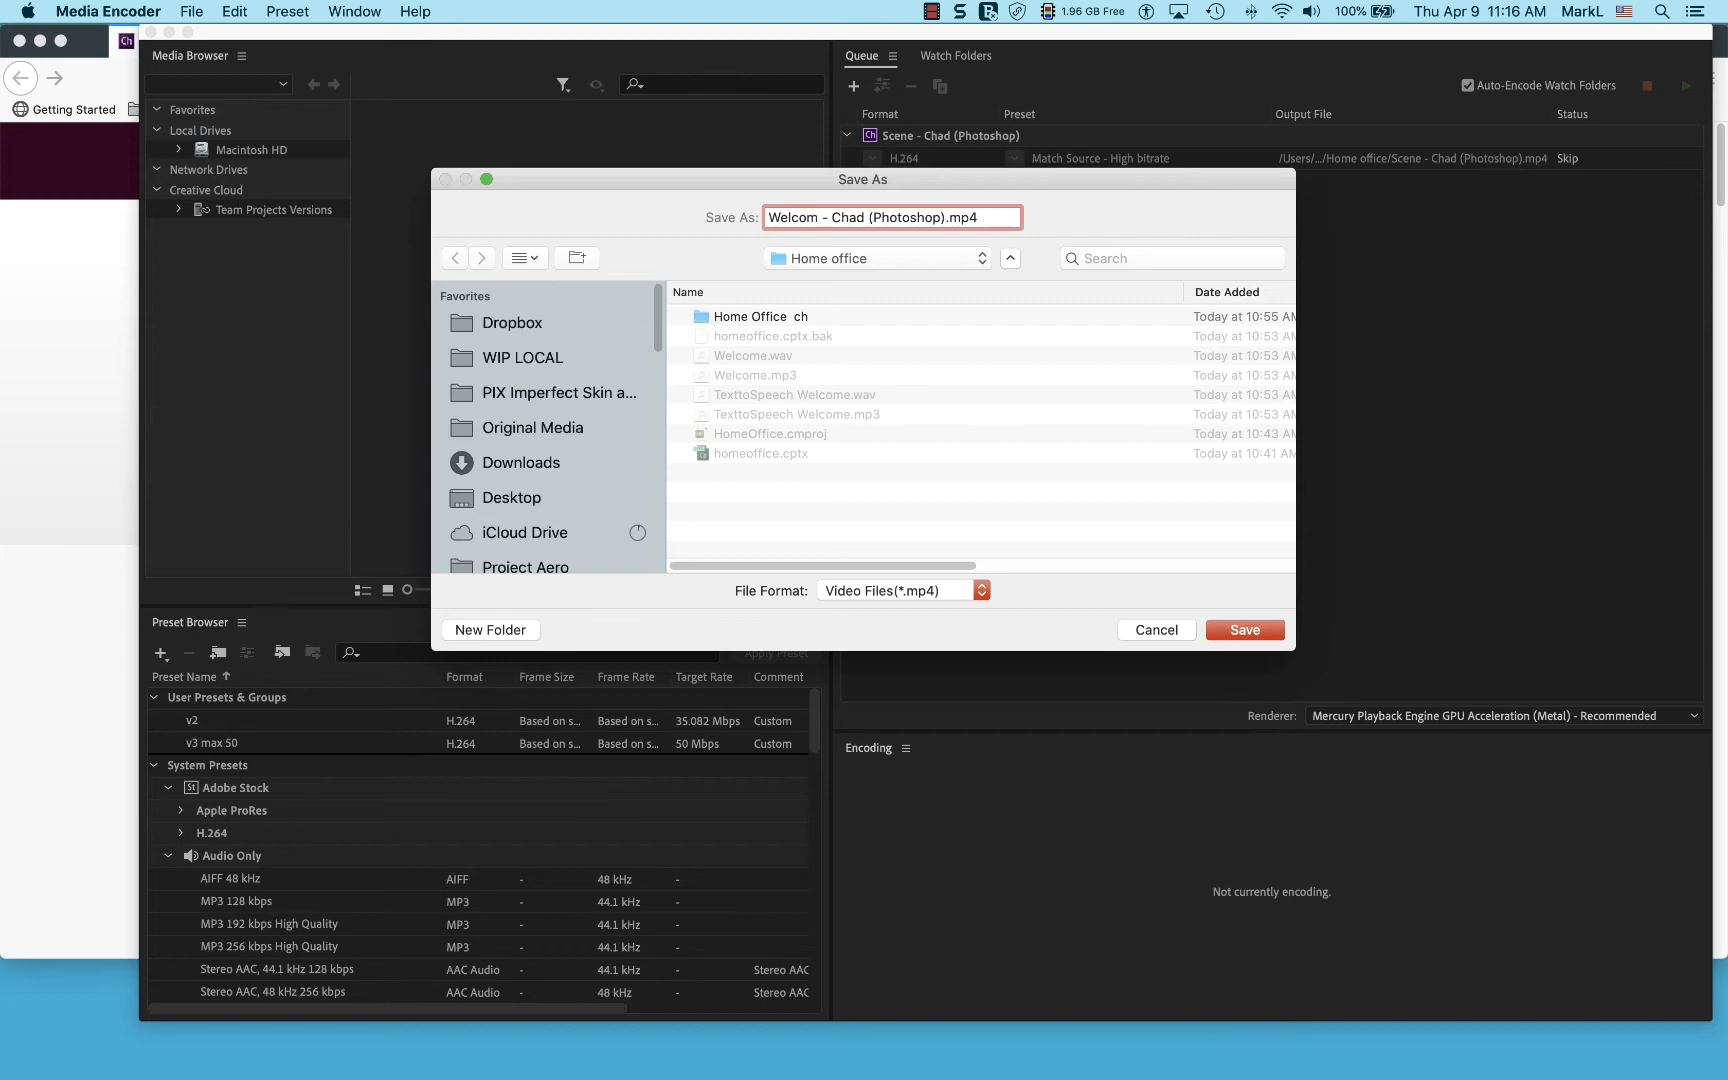 Media Encoder File Edit Preset Window Help
1.96 GB Free 100% Thu Apr 9 11:16 AM MarkL
Ch
Getting Started
Media Browser
Favorites
Local Drives
Macintosh HD
Network Drives
Creative Cloud
Team Projects Versions
Queue Watch Folders
Auto-Encode Watch Folders
Format Preset Output File Status
Ch Scene - Chad (Photoshop)
H.264 Match Source - High bitrate /Users/.../Home office/Scene - Chad (Photoshop).mp4 Skip
Save As
Save As: Welcom - Chad (Photoshop).mp4
Home office
Search
Favorites
Dropbox
WIP LOCAL
PIX Imperfect Skin a...
Original Media
Downloads
Desktop
iCloud Drive
Project Aero
Name Date Added
Home Office ch Today at 10:55 AM
homeoffice.cptx.bak Today at 10:53 AM
Welcome.wav Today at 10:53 AM
Welcome.mp3 Today at 10:53 AM
TexttoSpeech Welcome.wav Today at 10:53 AM
TexttoSpeech Welcome.mp3 Today at 10:53 AM
HomeOffice.cmproj Today at 10:43 AM
homeoffice.cptx Today at 10:41 AM
File Format: Video Files(*.mp4)
New Folder Cancel Save
Preset Browser
Apply Preset
Preset Name Format Frame Size Frame Rate Target Rate Comment
User Presets & Groups
v2 H.264 Based on s... Based on s... 35.082 Mbps Custom
v3 max 50 H.264 Based on s... Based on s... 50 Mbps Custom
System Presets
St Adobe Stock
Apple ProRes
H.264
Audio Only
AIFF 48 kHz AIFF - 48 kHz -
MP3 128 kbps MP3 - 44.1 kHz -
MP3 192 kbps High Quality MP3 - 44.1 kHz -
MP3 256 kbps High Quality MP3 - 44.1 kHz -
Stereo AAC, 44.1 kHz 128 kbps AAC Audio - 44.1 kHz - Stereo AAC
Stereo AAC, 48 kHz 256 kbps AAC Audio - 48 kHz - Stereo AAC
Renderer: Mercury Playback Engine GPU Acceleration (Metal) - Recommended
Encoding
Not currently encoding.